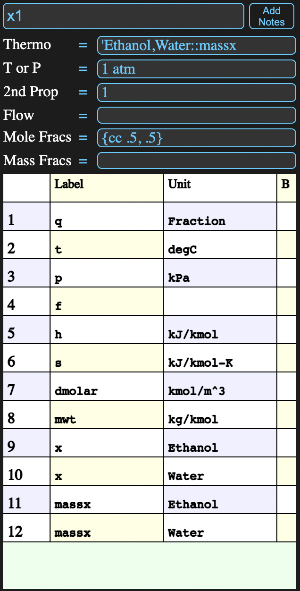 x1 Add Notes
Thermo = 'Ethanol,Water::massx
T or P = 1 atm
2nd Prop = 1
Flow =
Mole Fracs = {cc .5, .5}
Mass Fracs =
Label Unit B
1 q Fraction
2 t degC
3 p kPa
4 f
5 h kJ/kmol
6 s kJ/kmol-K
7 dmolar kmol/m^3
8 mwt kg/kmol
9 x Ethanol
10 x Water
11 massx Ethanol
12 massx Water